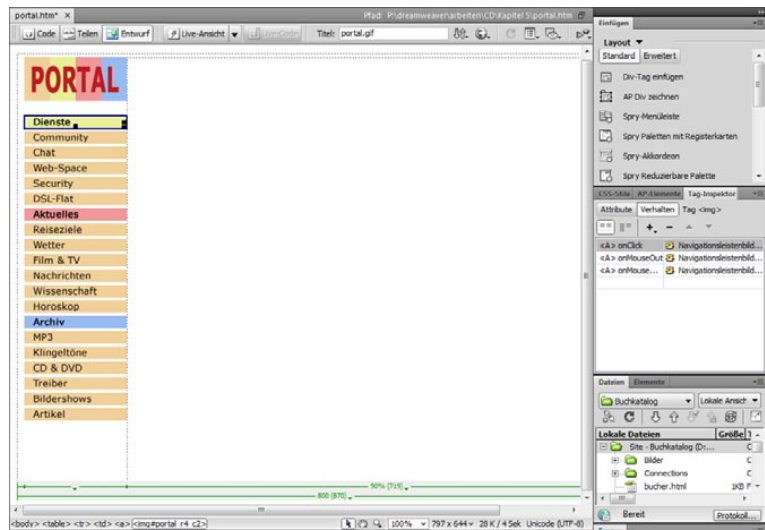 portal.htm* × Pfad: P:\dreamweaver\arbeiten\CD\Kapitel 5\portal.htm
Code Teilen Entwurf Live-Ansicht Live-Code Titel: portal.gif
PORTAL
Dienste
Community
Chat
Web-Space
Security
DSL-Flat
Aktuelles
Reiseziele
Wetter
Film & TV
Nachrichten
Wissenschaft
Horoskop
Archiv
MP3
Klingeltöne
CD & DVD
Treiber
Bildershows
Artikel
90% (719)
800 (870)
<body> <table> <tr> <td> <a> <img#portal_r4_c2> 100% 797 x 644 28 K / 4 Sek Unicode (UTF-8)
Einfügen
Layout
Standard Erweitert
Div-Tag einfügen
AP Div zeichnen
Spry-Menüleiste
Spry Paletten mit Registerkarten
Spry-Akkordeon
Spry Reduzierbare Palette
CSS-Stile AP-Elemente Tag-Inspektor
Attribute Verhalten Tag <img>
<A> onClick Navigationsleistenbild...
<A> onMouseOut Navigationsleistenbild...
<A> onMouse... Navigationsleistenbild...
Dateien Elemente
Buchkatalog Lokale Ansicht
Lokale Dateien Größe
Site - Buchkatalog (D:...
Bilder
Connections
bucher.html 1KB F
Bereit Protokoll...